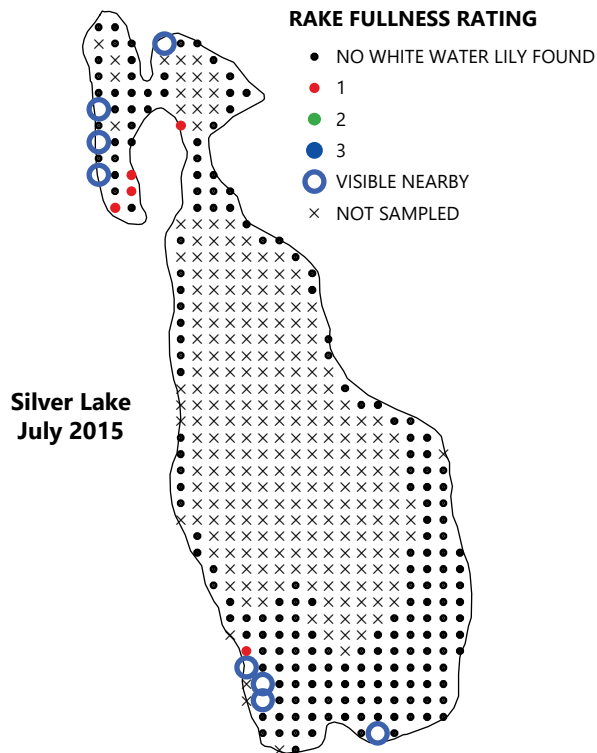 RAKE FULLNESS RATING
NO WHITE WATER LILY FOUND
1
2
3
VISIBLE NEARBY
NOT SAMPLED
Silver Lake
July 2015